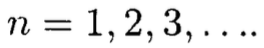 n = 1, 2, 3, . . ..